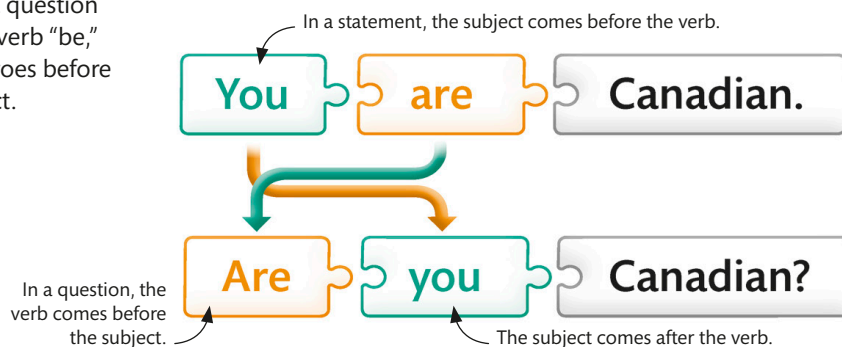 question
verb “be,”
oes before
ct.
In a statement, the subject comes before the verb.
You are Canadian.
Are you Canadian?
In a question, the
verb comes before
the subject.
The subject comes after the verb.